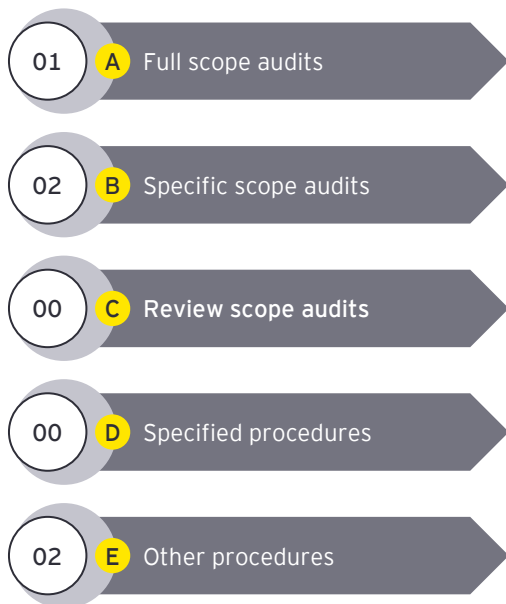 01 A Full scope audits
02 B Specific scope audits
00 C Review scope audits
00 D Specified procedures
02 E Other procedures